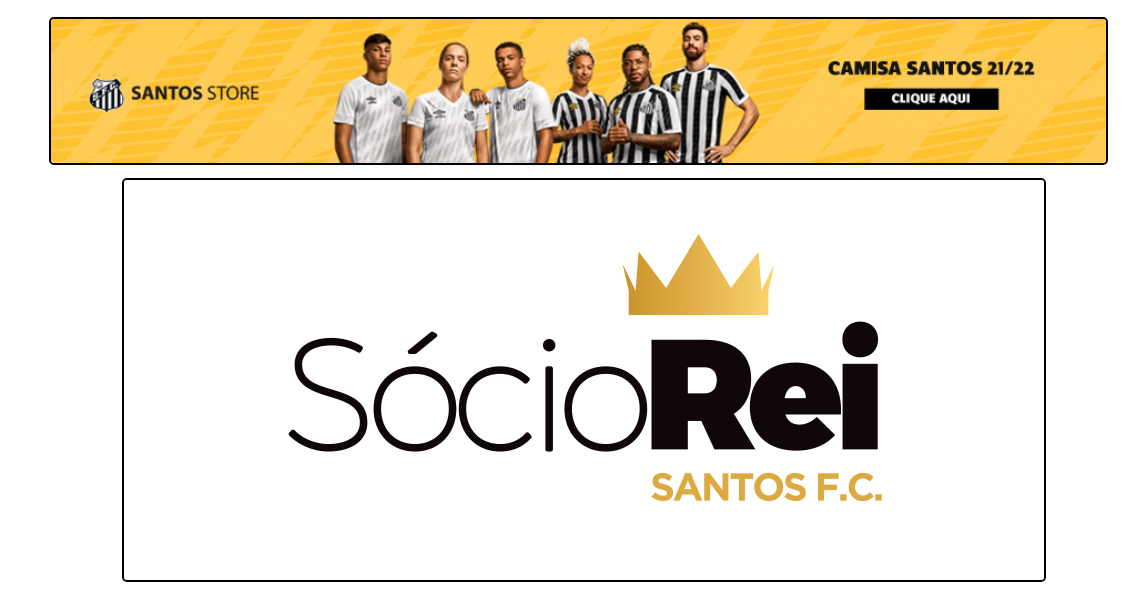 SANTOS STORE
CAMISA SANTOS 21/22
CLIQUE AQUI
SócioRei
SANTOS F.C.